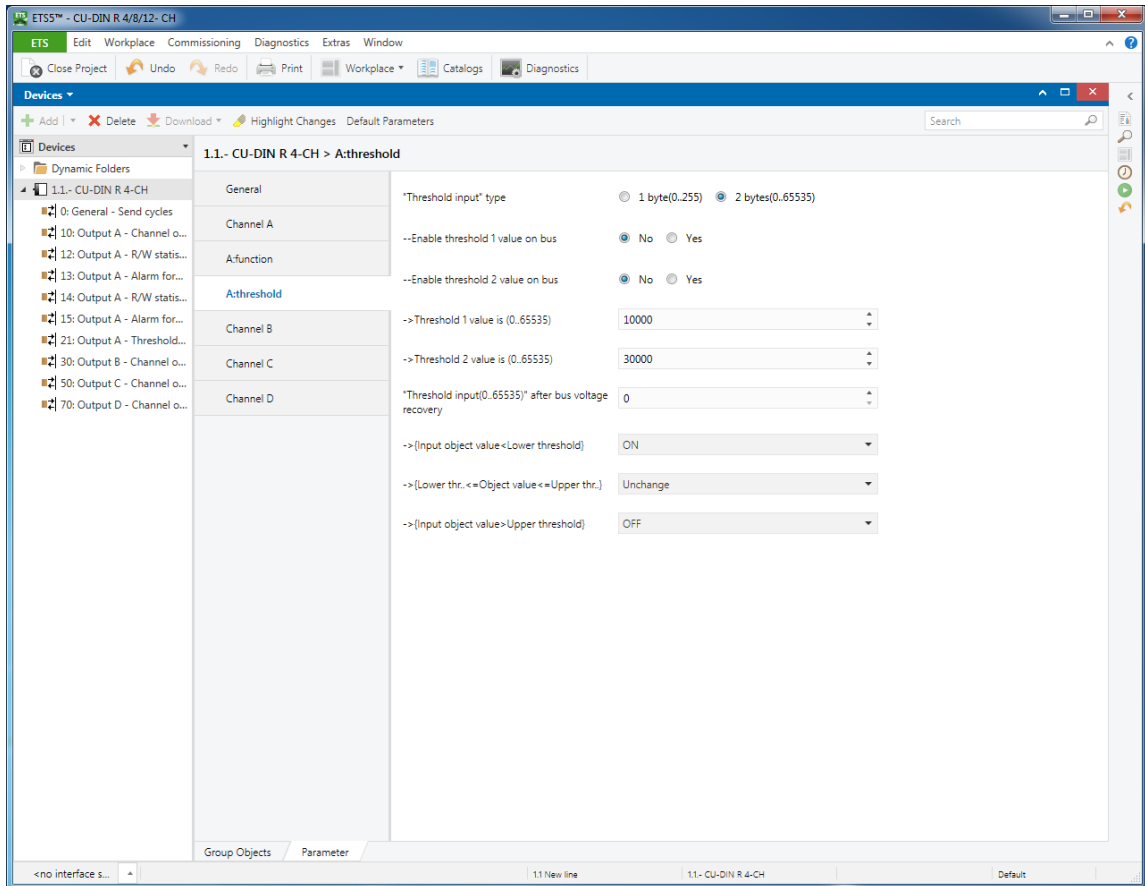 ETS5™ - CU-DIN R 4/8/12- CH
ETS Edit Workplace Commissioning Diagnostics Extras Window
Close Project Undo Redo Print Workplace Catalogs Diagnostics
Devices
Add Delete Download Highlight Changes Default Parameters Search
Devices
Dynamic Folders
1.1.- CU-DIN R 4-CH
0: General - Send cycles
10: Output A - Channel o...
12: Output A - R/W statis...
13: Output A - Alarm for...
14: Output A - R/W statis...
15: Output A - Alarm for...
21: Output A - Threshold...
30: Output B - Channel o...
50: Output C - Channel o...
70: Output D - Channel o...
1.1.- CU-DIN R 4-CH > A:threshold
General
Channel A
A:function
A:threshold
Channel B
Channel C
Channel D
"Threshold input" type 1 byte(0..255) 2 bytes(0..65535)
--Enable threshold 1 value on bus No Yes
--Enable threshold 2 value on bus No Yes
->Threshold 1 value is (0..65535) 10000
->Threshold 2 value is (0..65535) 30000
"Threshold input(0..65535)" after bus voltage
recovery 0
->{Input object value<Lower threshold} ON
->{Lower thr..<=Object value<=Upper thr..} Unchange
->{Input object value>Upper threshold} OFF
Group Objects Parameter
<no interface s... 1.1 New line 1.1.- CU-DIN R 4-CH Default